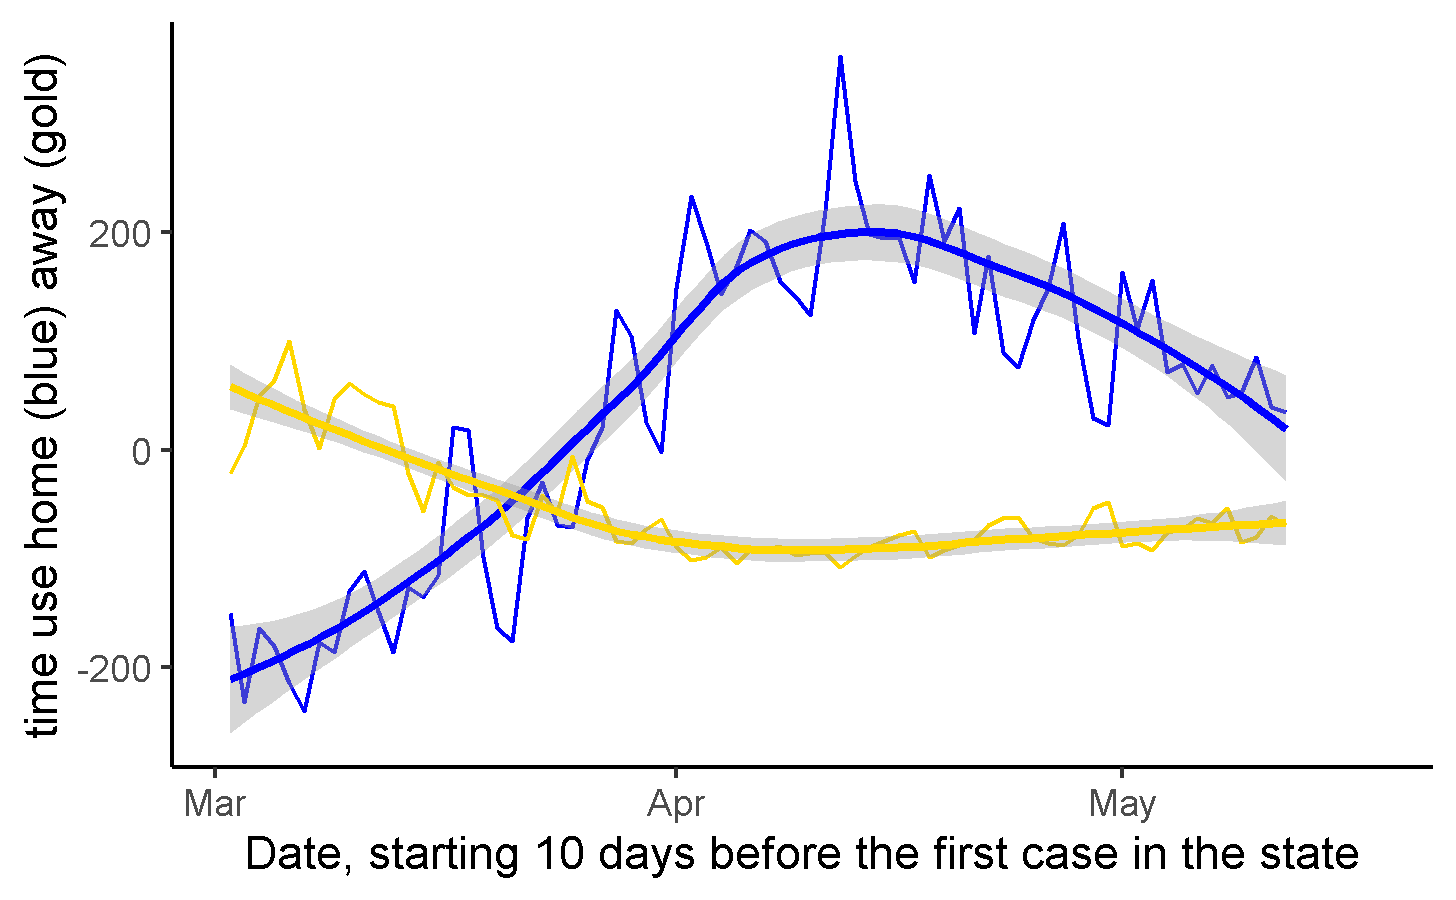 time use home (blue) away (gold)
200
0
-200
Mar
Apr
May
Date, starting 10 days before the first case in the state